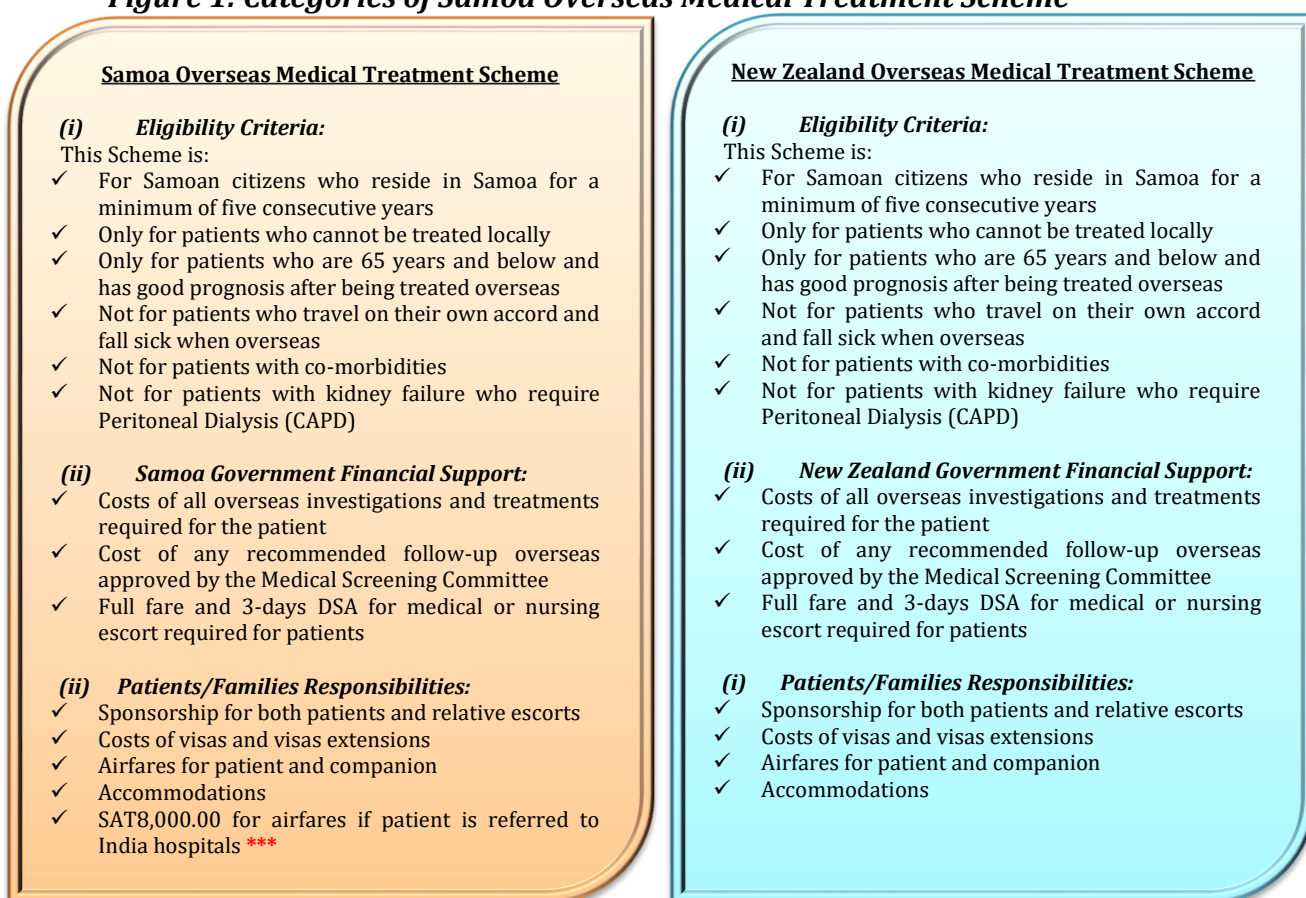 Figure 1: Categories of Samoa Overseas Medical Treatment Scheme
Samoa Overseas Medical Treatment Scheme
(i) Eligibility Criteria:
This Scheme is:
✓ For Samoan citizens who reside in Samoa for a
minimum of five consecutive years
✓ Only for patients who cannot be treated locally
✓ Only for patients who are 65 years and below and
has good prognosis after being treated overseas
✓ Not for patients who travel on their own accord and
fall sick when overseas
✓ Not for patients with co-morbidities
✓ Not for patients with kidney failure who require
Peritoneal Dialysis (CAPD)
(ii) Samoa Government Financial Support:
✓ Costs of all overseas investigations and treatments
required for the patient
✓ Cost of any recommended follow-up overseas
approved by the Medical Screening Committee
✓ Full fare and 3-days DSA for medical or nursing
escort required for patients
(ii) Patients/Families Responsibilities:
✓ Sponsorship for both patients and relative escorts
✓ Costs of visas and visas extensions
✓ Airfares for patient and companion
✓ Accommodations
✓ SAT8,000.00 for airfares if patient is referred to
India hospitals ***
New Zealand Overseas Medical Treatment Scheme
(i) Eligibility Criteria:
This Scheme is:
✓ For Samoan citizens who reside in Samoa for a
minimum of five consecutive years
✓ Only for patients who cannot be treated locally
✓ Only for patients who are 65 years and below and
has good prognosis after being treated overseas
✓ Not for patients who travel on their own accord
and fall sick when overseas
✓ Not for patients with co-morbidities
✓ Not for patients with kidney failure who require
Peritoneal Dialysis (CAPD)
(ii) New Zealand Government Financial Support:
✓ Costs of all overseas investigations and treatments
required for the patient
✓ Cost of any recommended follow-up overseas
approved by the Medical Screening Committee
✓ Full fare and 3-days DSA for medical or nursing
escort required for patients
(i) Patients/Families Responsibilities:
✓ Sponsorship for both patients and relative escorts
✓ Costs of visas and visas extensions
✓ Airfares for patient and companion
✓ Accommodations